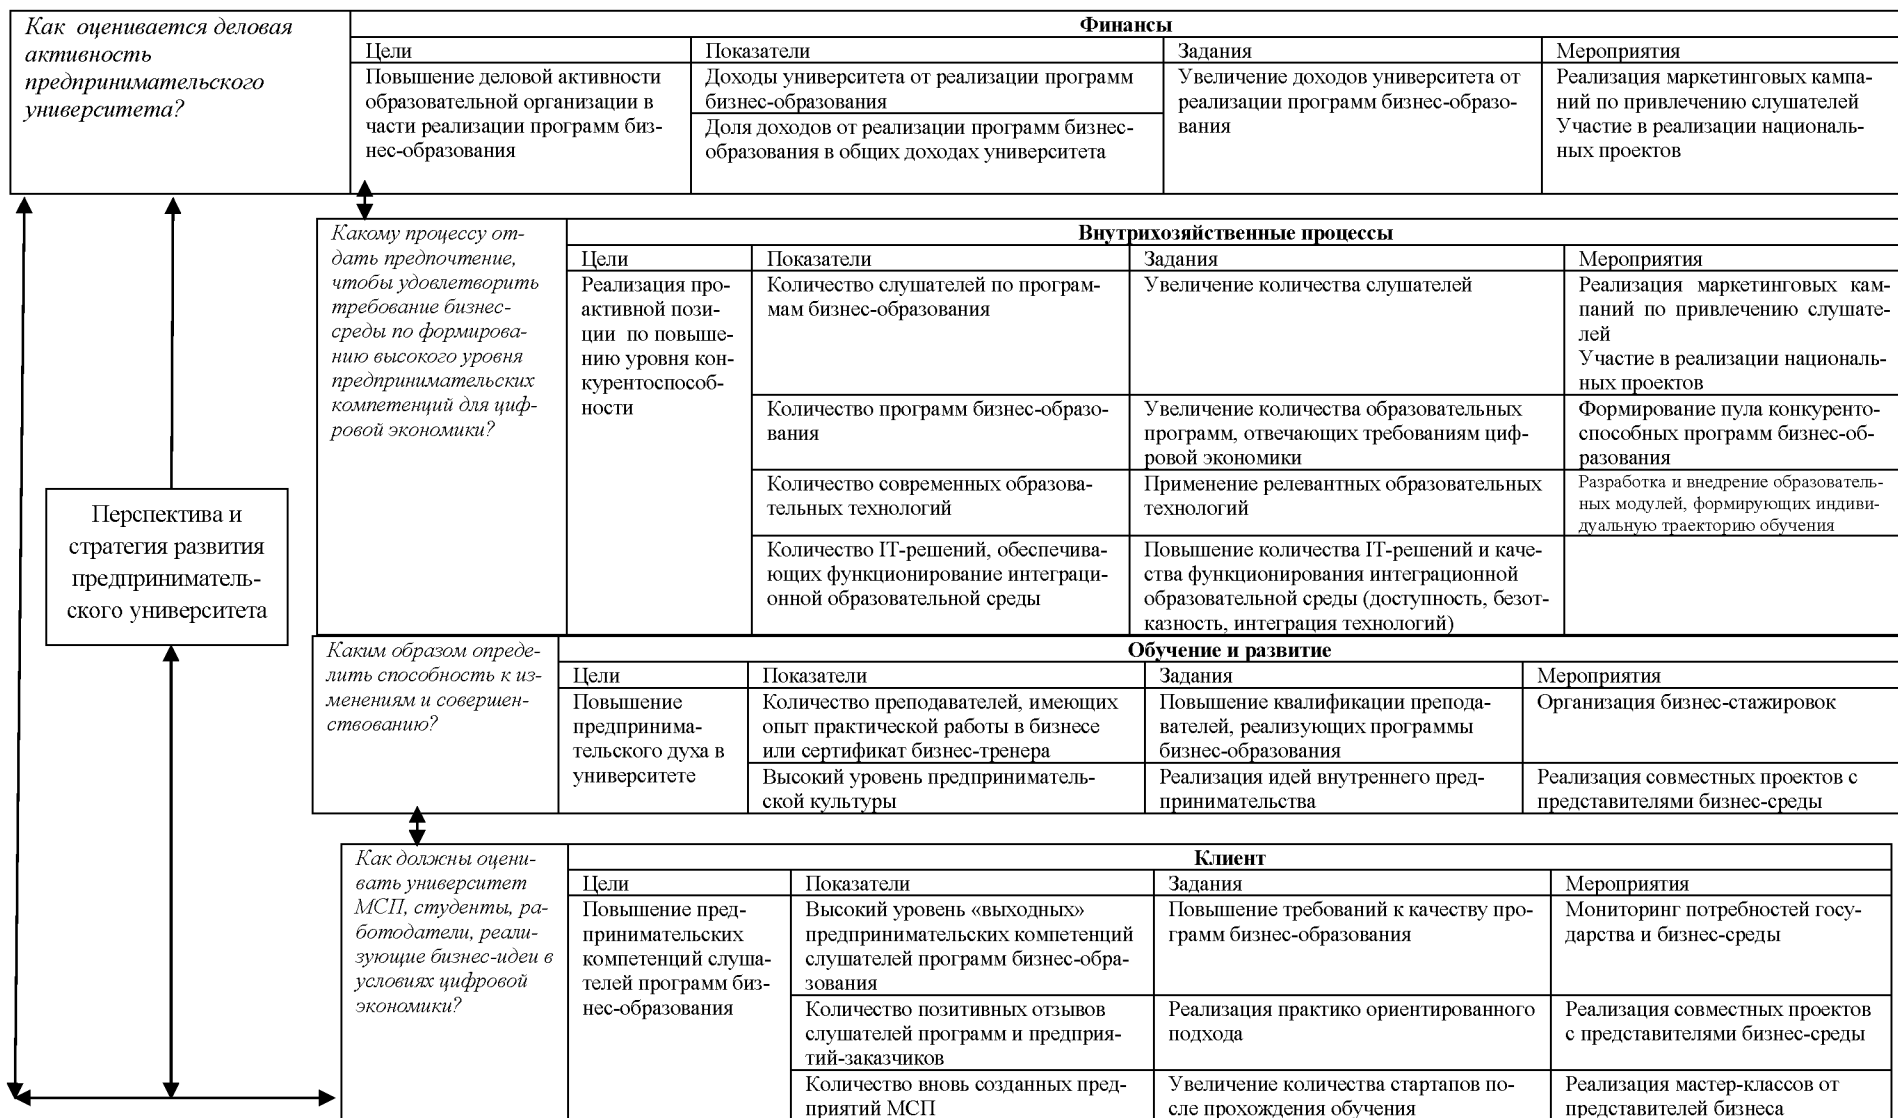 Как оценивается деловая
активность
предпринимательского
университета?
Финансы
Цели
Показатели
Задания
Мероприятия
Повышение деловой активности
образовательной организации в
части реализации программ биз-
нес-образования
Доходы университета от реализации программ
бизнес-образования
Доля доходов от реализации программ бизнес-
образования в общих доходах университета
Увеличение доходов университета от
реализации программ бизнес-образо-
вания
Реализация маркетинговых кампа-
ний по привлечению слушателей
Участие в реализации националь-
ных проектов
Какому процессу от-
дать предпочтение,
чтобы удовлетворить
требование бизнес-
среды по формирова-
нию высокого уровня
предпринимательских
компетенций для циф-
ровой экономики?
Внутрихозяйственные процессы
Цели
Показатели
Задания
Мероприятия
Реализация про-
активной пози-
ции по повыше-
нию уровня кон-
курентоспособ-
ности
Количество слушателей по програм-
мам бизнес-образования
Увеличение количества слушателей
Реализация маркетинговых кам-
паний по привлечению слушате-
лей
Участие в реализации националь-
ных проектов
Количество программ бизнес-образо-
вания
Увеличение количества образовательных
программ, отвечающих требованиям циф-
ровой экономики
Формирование пула конкуренто-
способных программ бизнес-об-
разования
Количество современных образова-
тельных технологий
Применение релевантных образовательных
технологий
Разработка и внедрение образователь-
ных модулей, формирующих индиви-
дуальную траекторию обучения
Количество IT-решений, обеспечива-
ющих функционирование интеграци-
онной образовательной среды
Повышение количества IT-решений и каче-
ства функционирования интеграционной
образовательной среды (доступность, безот-
казность, интеграция технологий)
Перспектива и
стратегия развития
предприниматель-
ского университета
Каким образом опреде-
лить способность к из-
менениям и совершен-
ствованию?
Обучение и развитие
Цели
Показатели
Задания
Мероприятия
Повышение
предпринима-
тельского духа в
университете
Количество преподавателей, имеющих
опыт практической работы в бизнесе
или сертификат бизнес-тренера
Повышение квалификации препода-
вателей, реализующих программы
бизнес-образования
Организация бизнес-стажировок
Высокий уровень предприниматель-
ской культуры
Реализация идей внутреннего пред-
принимательства
Реализация совместных проектов с
представителями бизнес-среды
Как должны оцени-
вать университет
МСП, студенты, ра-
ботодатели, реали-
зующие бизнес-идеи в
условиях цифровой
экономики?
Клиент
Цели
Показатели
Задания
Мероприятия
Повышение пред-
принимательских
компетенций слуша-
телей программ биз-
нес-образования
Высокий уровень «выходных»
предпринимательских компетенций
слушателей программ бизнес-обра-
зования
Повышение требований к качеству про-
грамм бизнес-образования
Мониторинг потребностей госу-
дарства и бизнес-среды
Количество позитивных отзывов
слушателей программ и предприя-
тий-заказчиков
Реализация практико ориентированного
подхода
Реализация совместных проектов
с представителями бизнес-среды
Количество вновь созданных пред-
приятий МСП
Увеличение количества стартапов по-
сле прохождения обучения
Реализация мастер-классов от
представителей бизнеса